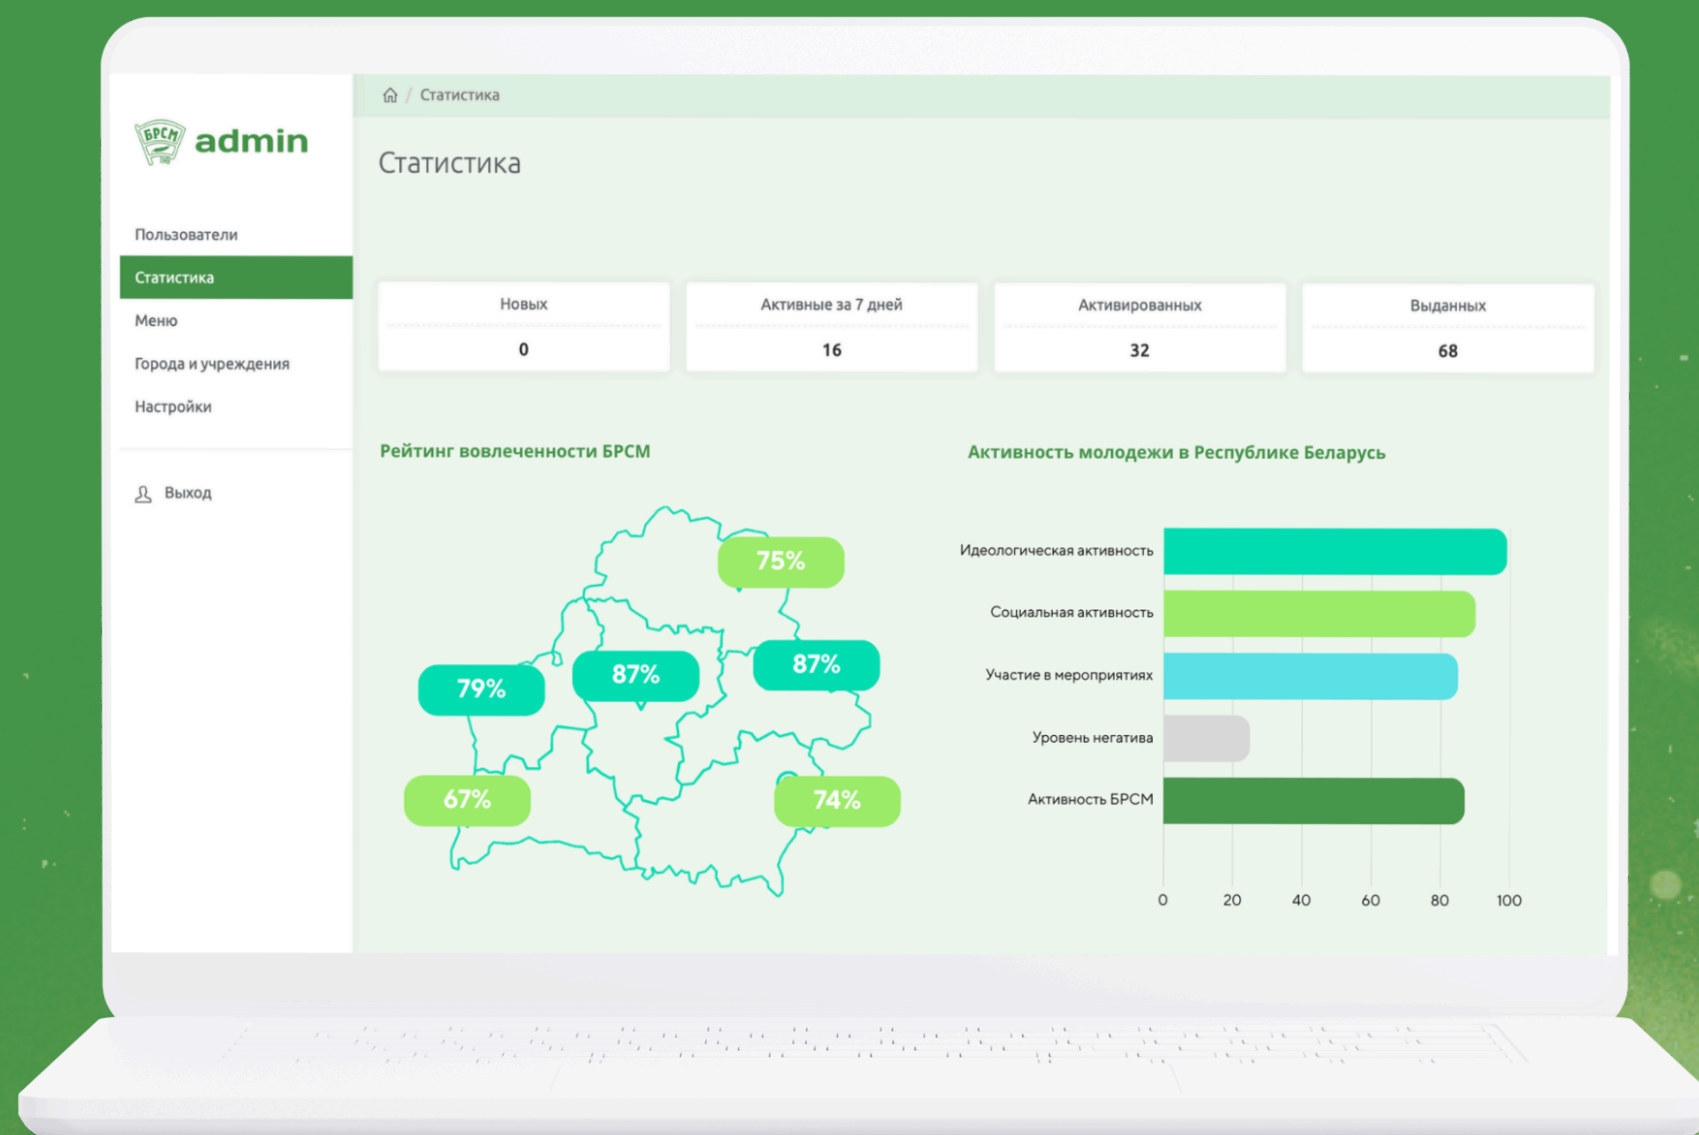 БРСМ admin
Пользователи
Статистика
Меню
Города и учреждения
Настройки
Выход
/ Статистика
Статистика
Новых
0
Активные за 7 дней
16
Активированных
32
Выданных
68
Рейтинг вовлеченности БРСМ
75%
87%
87%
79%
67%
74%
Активность молодежи в Республике Беларусь
Идеологическая активность
Социальная активность
Участие в мероприятиях
Уровень негатива
Активность БРСМ
0 20 40 60 80 100